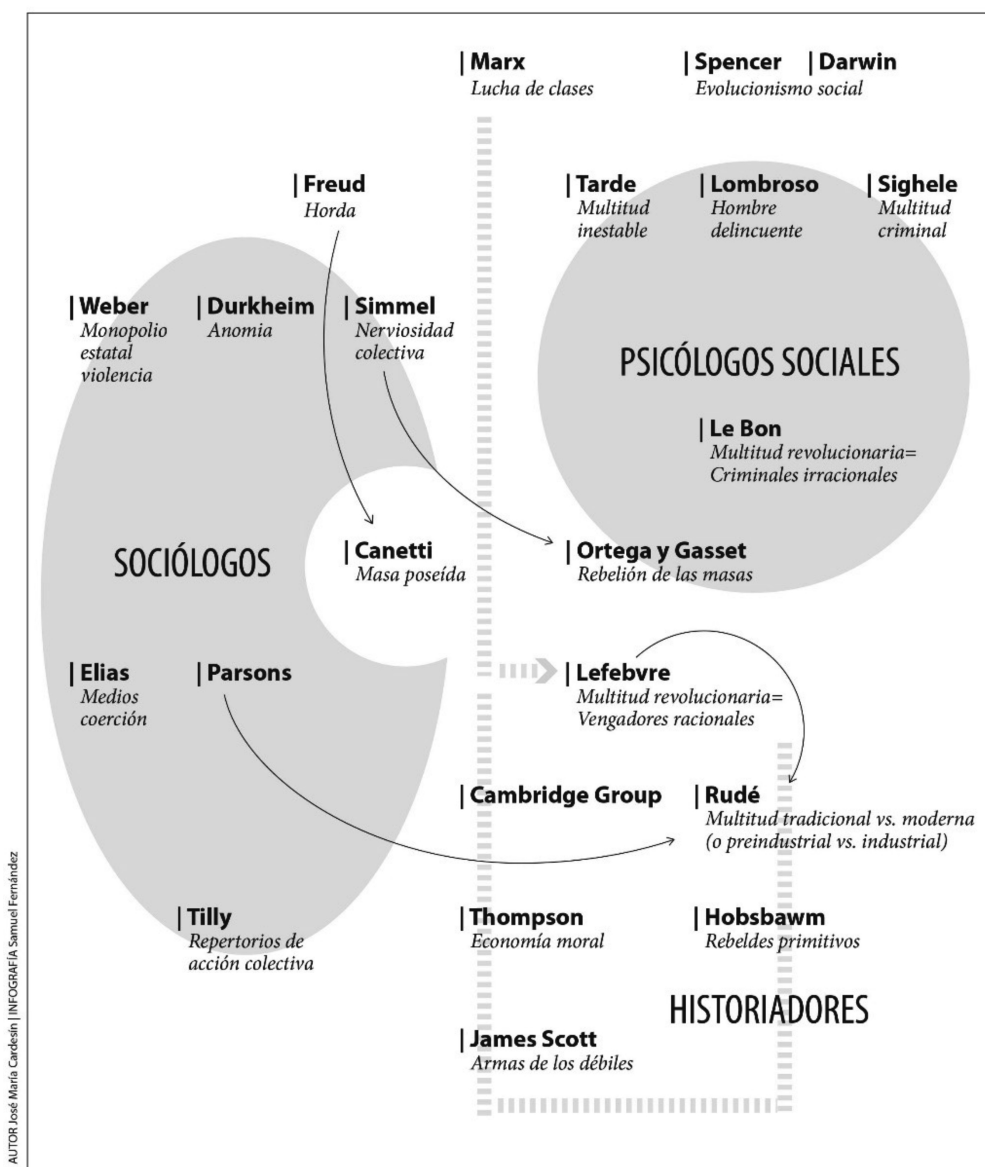 Marx
Lucha de clases
Spencer
Darwin
Evolucionismo social
Freud
Horda
Tarde
Multitud
inestable
Lombroso
Hombre
delincuente
Sighele
Multitud
criminal
Weber
Monopolio
estatal
violencia
Durkheim
Anomia
Simmel
Nerviosidad
colectiva
PSICÓLOGOS SOCIALES
Le Bon
Multitud revolucionaria=
Criminales irracionales
SOCIÓLOGOS
Canetti
Masa poseída
Ortega y Gasset
Rebelión de las masas
Elias
Medios
coerción
Parsons
Lefebvre
Multitud revolucionaria=
Vengadores racionales
Cambridge Group
Rudé
Multitud tradicional vs. moderna
(o preindustrial vs. industrial)
Tilly
Repertorios de
acción colectiva
Thompson
Economía moral
Hobsbawm
Rebeldes primitivos
HISTORIADORES
James Scott
Armas de los débiles
AUTOR José María Cardesín | INFOGRAFÍA Samuel Fernández